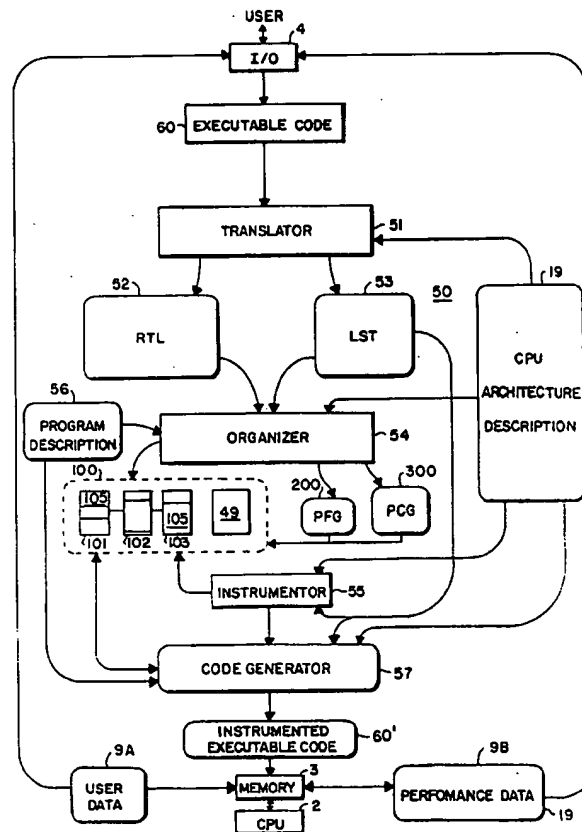 USER
4
I/O
60
EXECUTABLE CODE
TRANSLATOR
51
52
RTL
53
LST
50
19
CPU
ARCHITECTURE
DESCRIPTION
56
PROGRAM
DESCRIPTION
ORGANIZER
54
100
105
101
102
105
103
49
200
PFG
300
PCG
INSTRUMENTOR
55
CODE GENERATOR
57
INSTRUMENTED
EXECUTABLE CODE
60'
9A
USER
DATA
3
MEMORY
2
CPU
9B
PERFOMANCE DATA
19